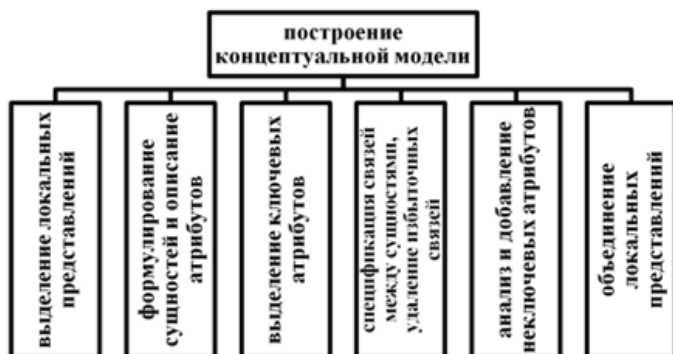 построение
концептуальной модели
выделение локальных
представлений
формулирование
сущностей и описание
атрибутов
выделение ключевых
атрибутов
спецификация связей
между сущностями,
удаление избыточных
связей
анализ и добавление
неключевых атрибутов
объединение
локальных
представлений